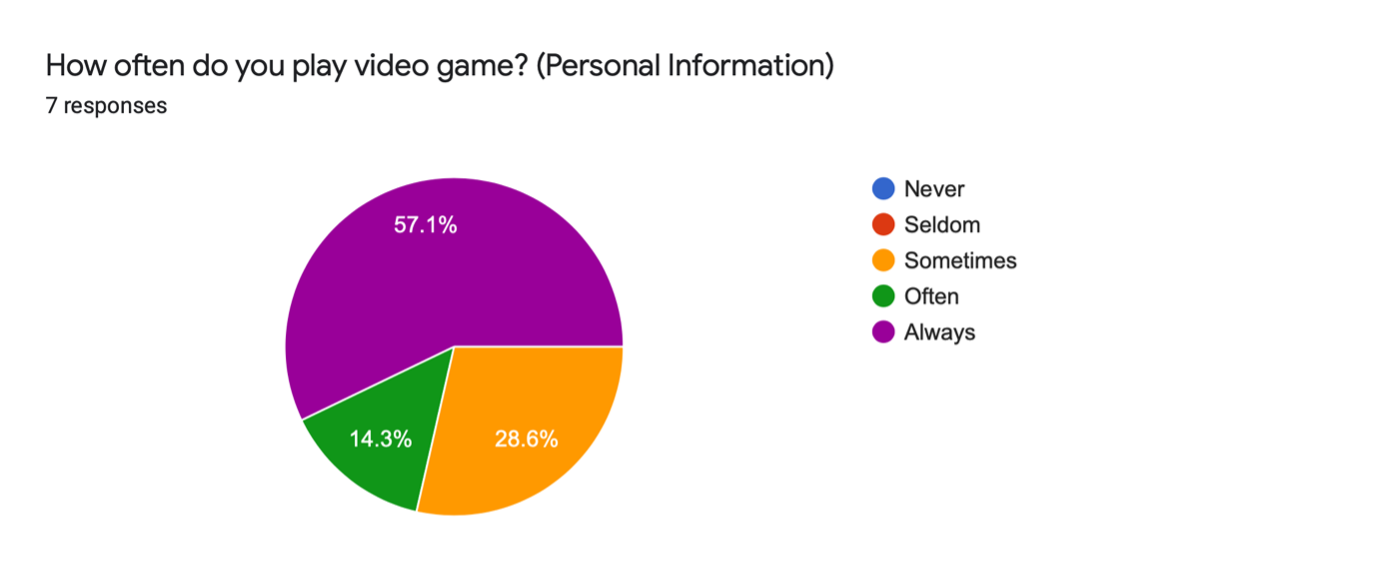 How often do you play video game? (Personal Information)
7 responses
57.1%
14.3%
28.6%
Never
Seldom
Sometimes
Often
Always